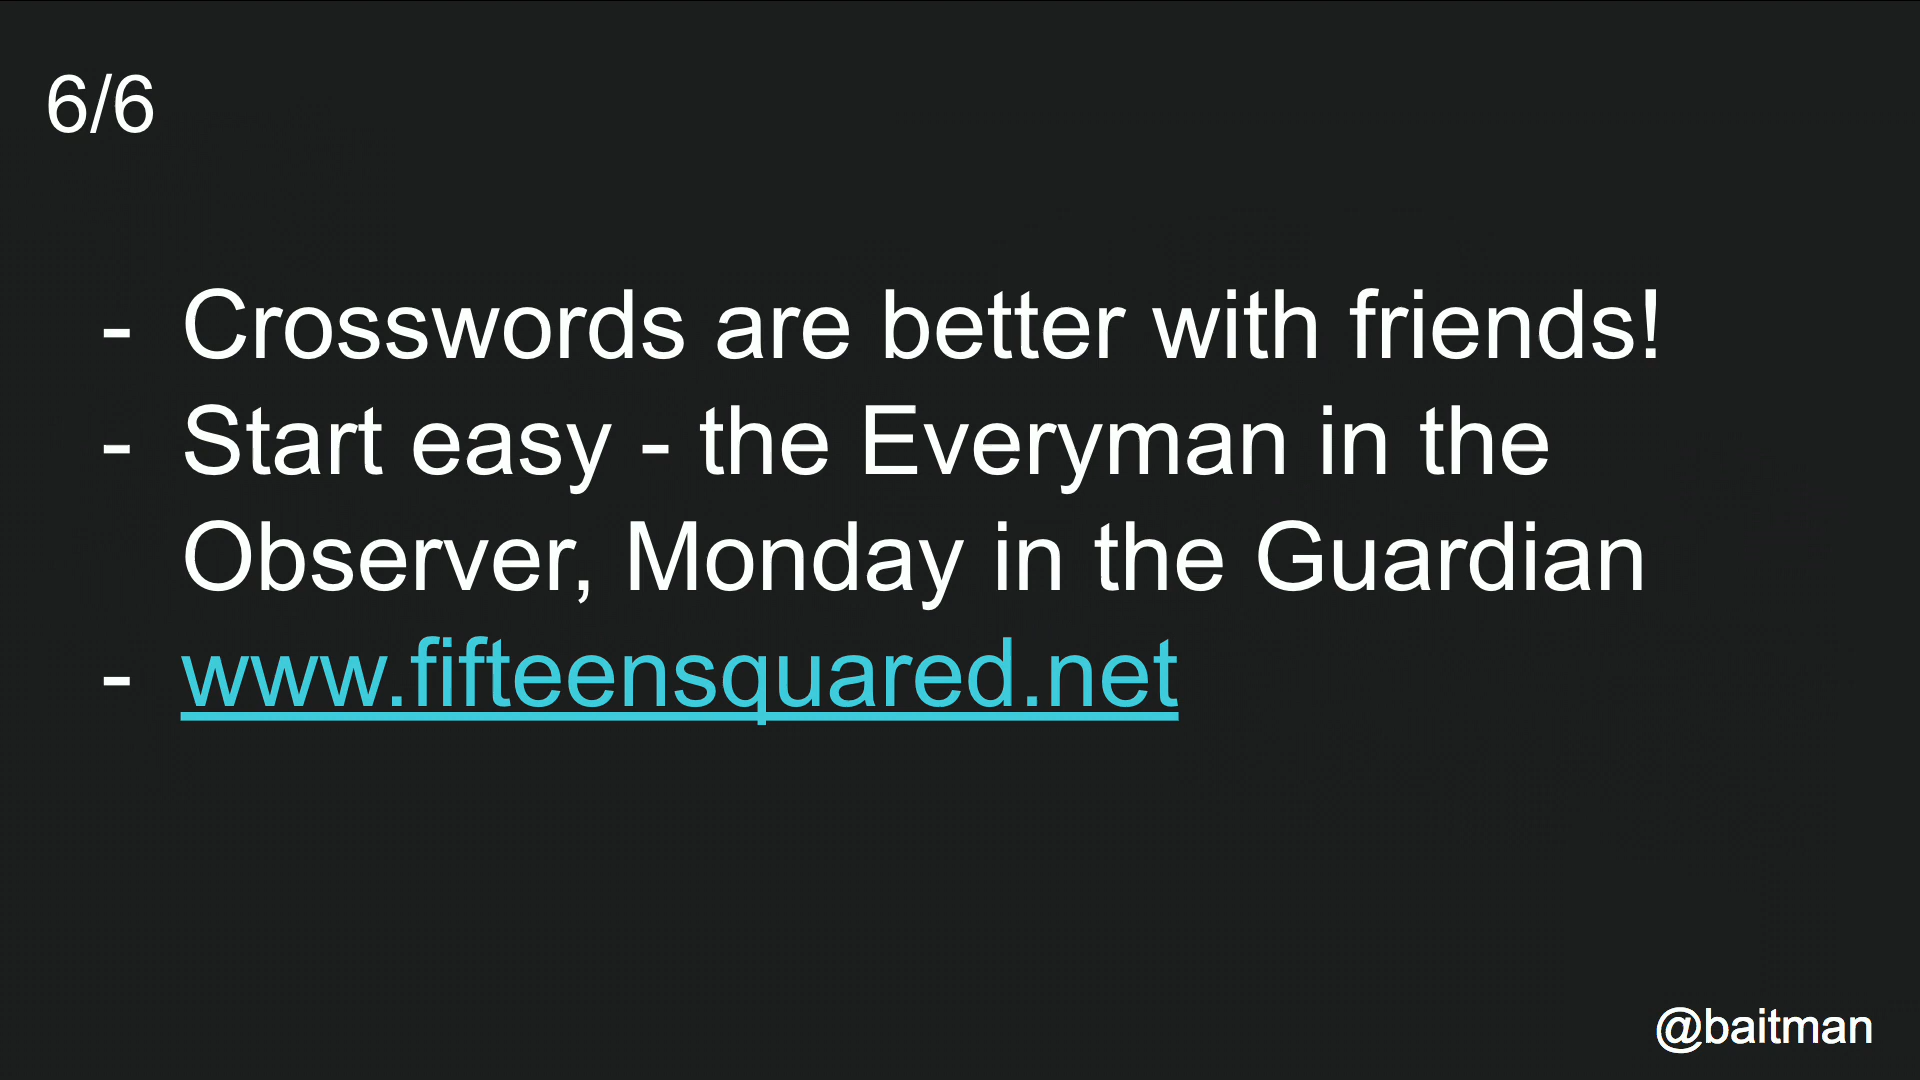 6/6
- Crosswords are better with friends!
- Start easy - the Everyman in the
Observer, Monday in the Guardian
- www.fifteensquared.net
@baitman